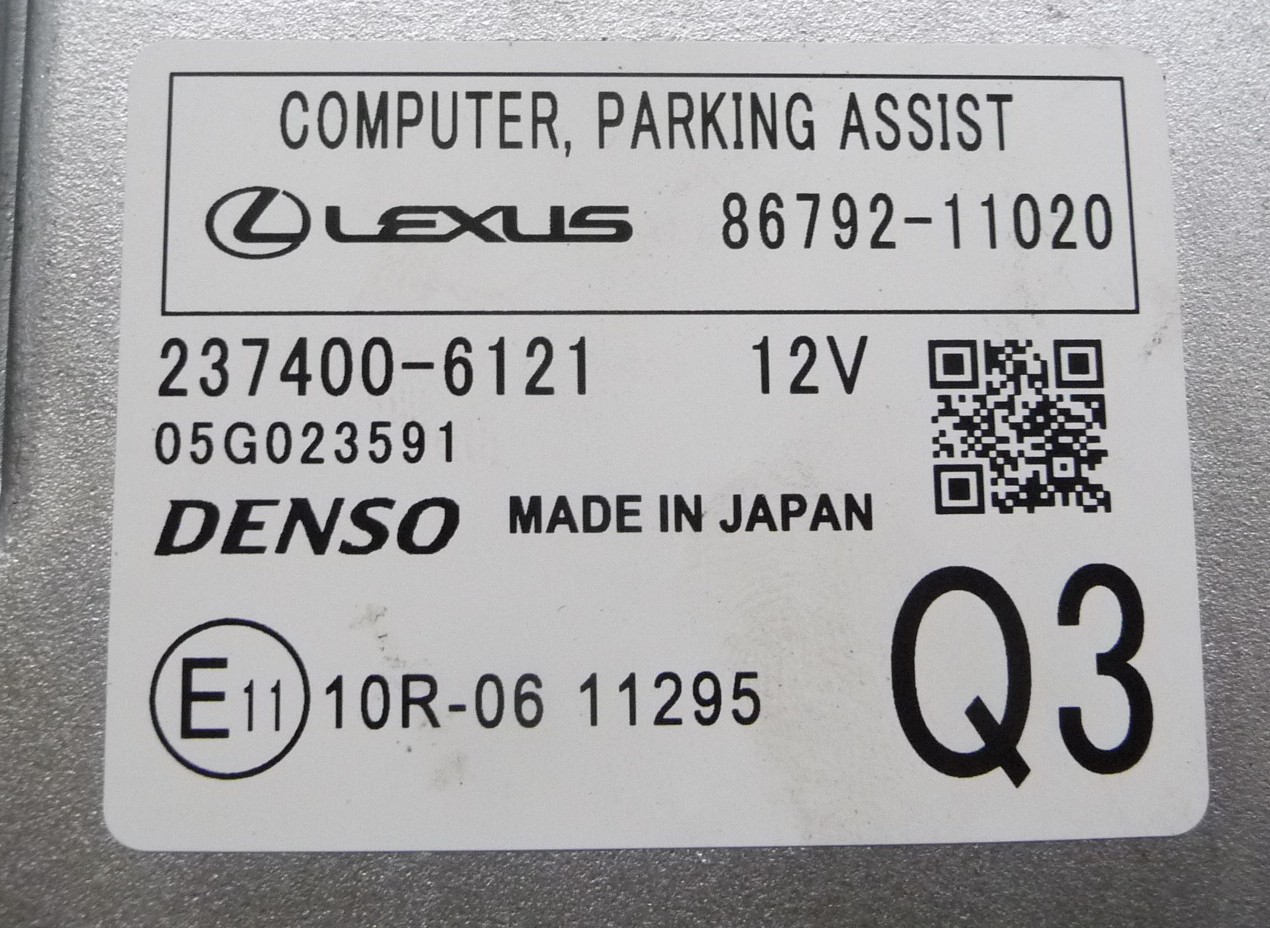 COMPUTER, PARKING ASSIST
LEXUS 86792-11020
237400-6121 12V
05G023591
DENSO MADE IN JAPAN
E11 10R-06 11295
Q3